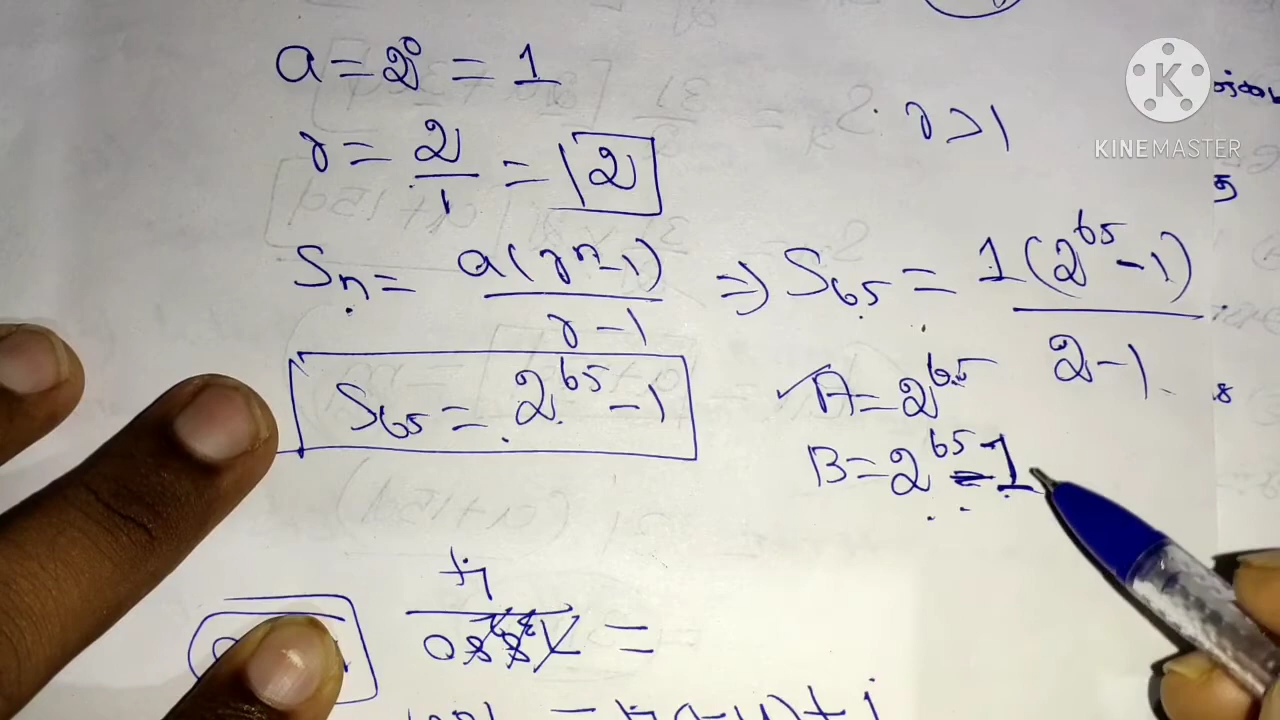 a = 2⁰ = 1
r > 1
KINEMASTER
r = 2/1 = 2
Sn = a(rⁿ-1)/r-1 ⇒ S65 = 1(2⁶⁵-1)/2-1
S65 = 2⁶⁵-1
A = 2⁶⁵
B = 2⁶⁵-1